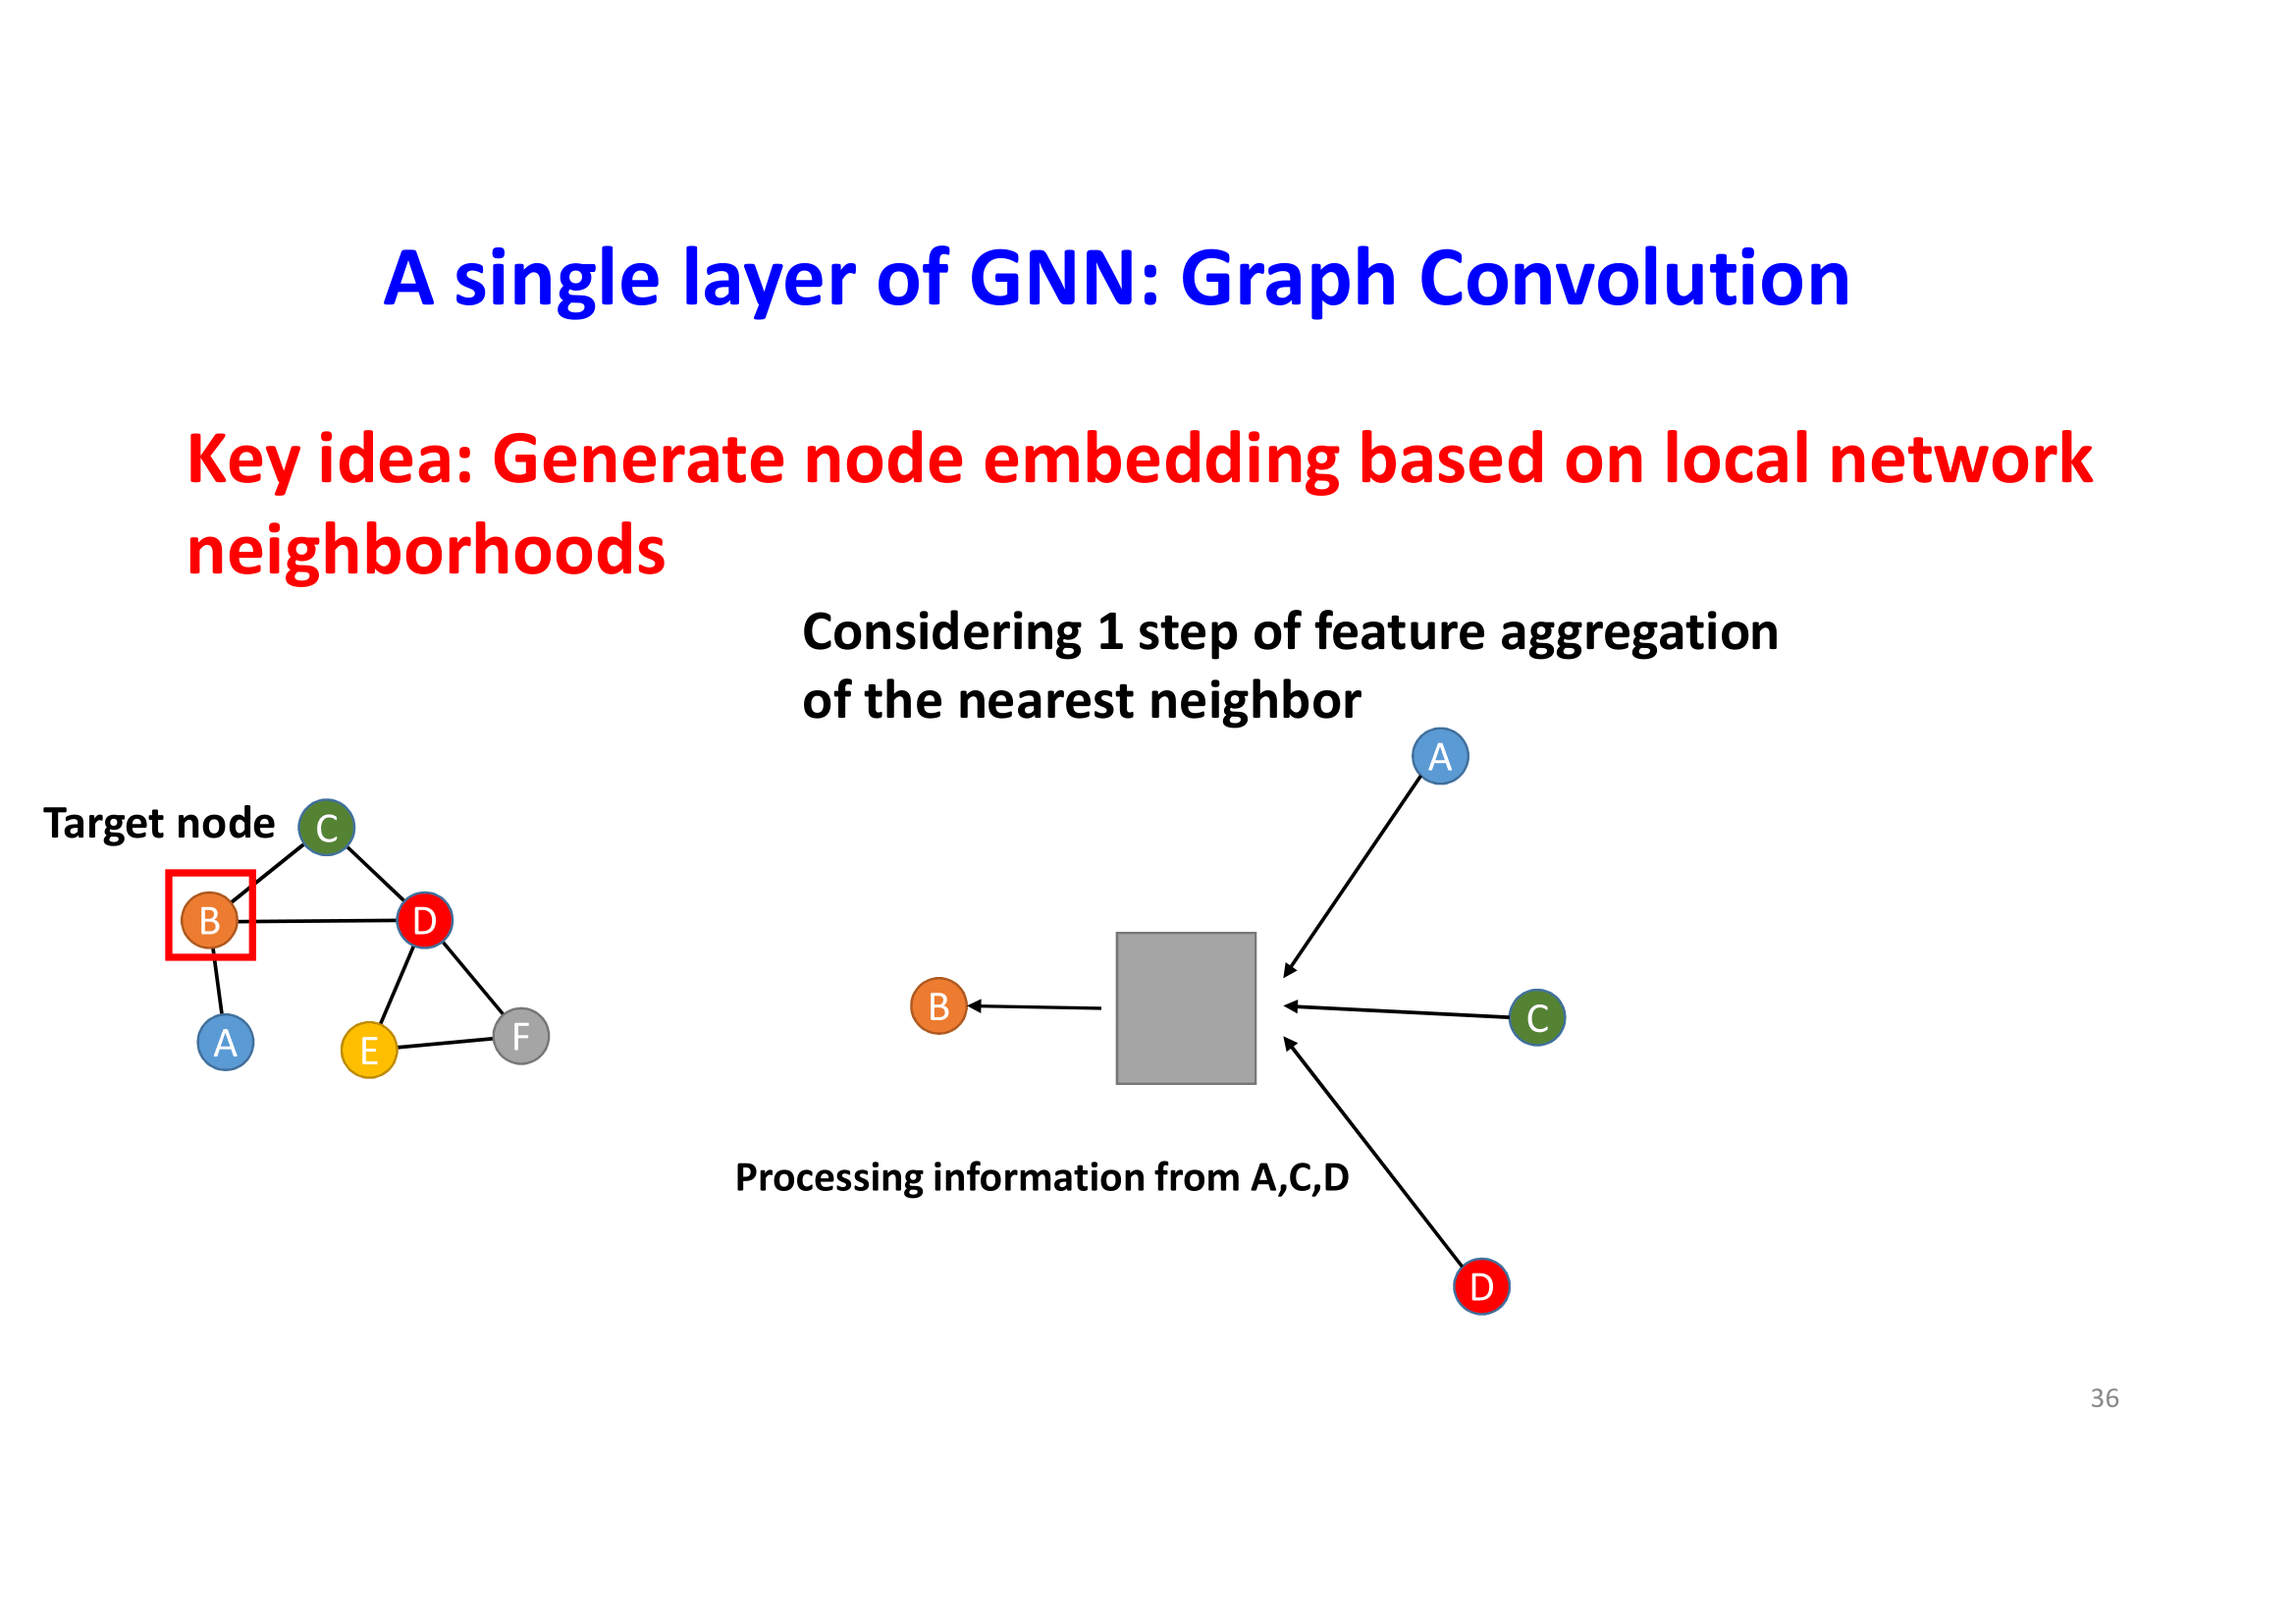 A single layer of GNN: Graph Convolution
Key idea: Generate node embedding based on local network
neighborhoods
Considering 1 step of feature aggregation
of the nearest neighbor
Target node
C
B
D
A
E
F
A
B
C
D
Processing information from A,C,D
36